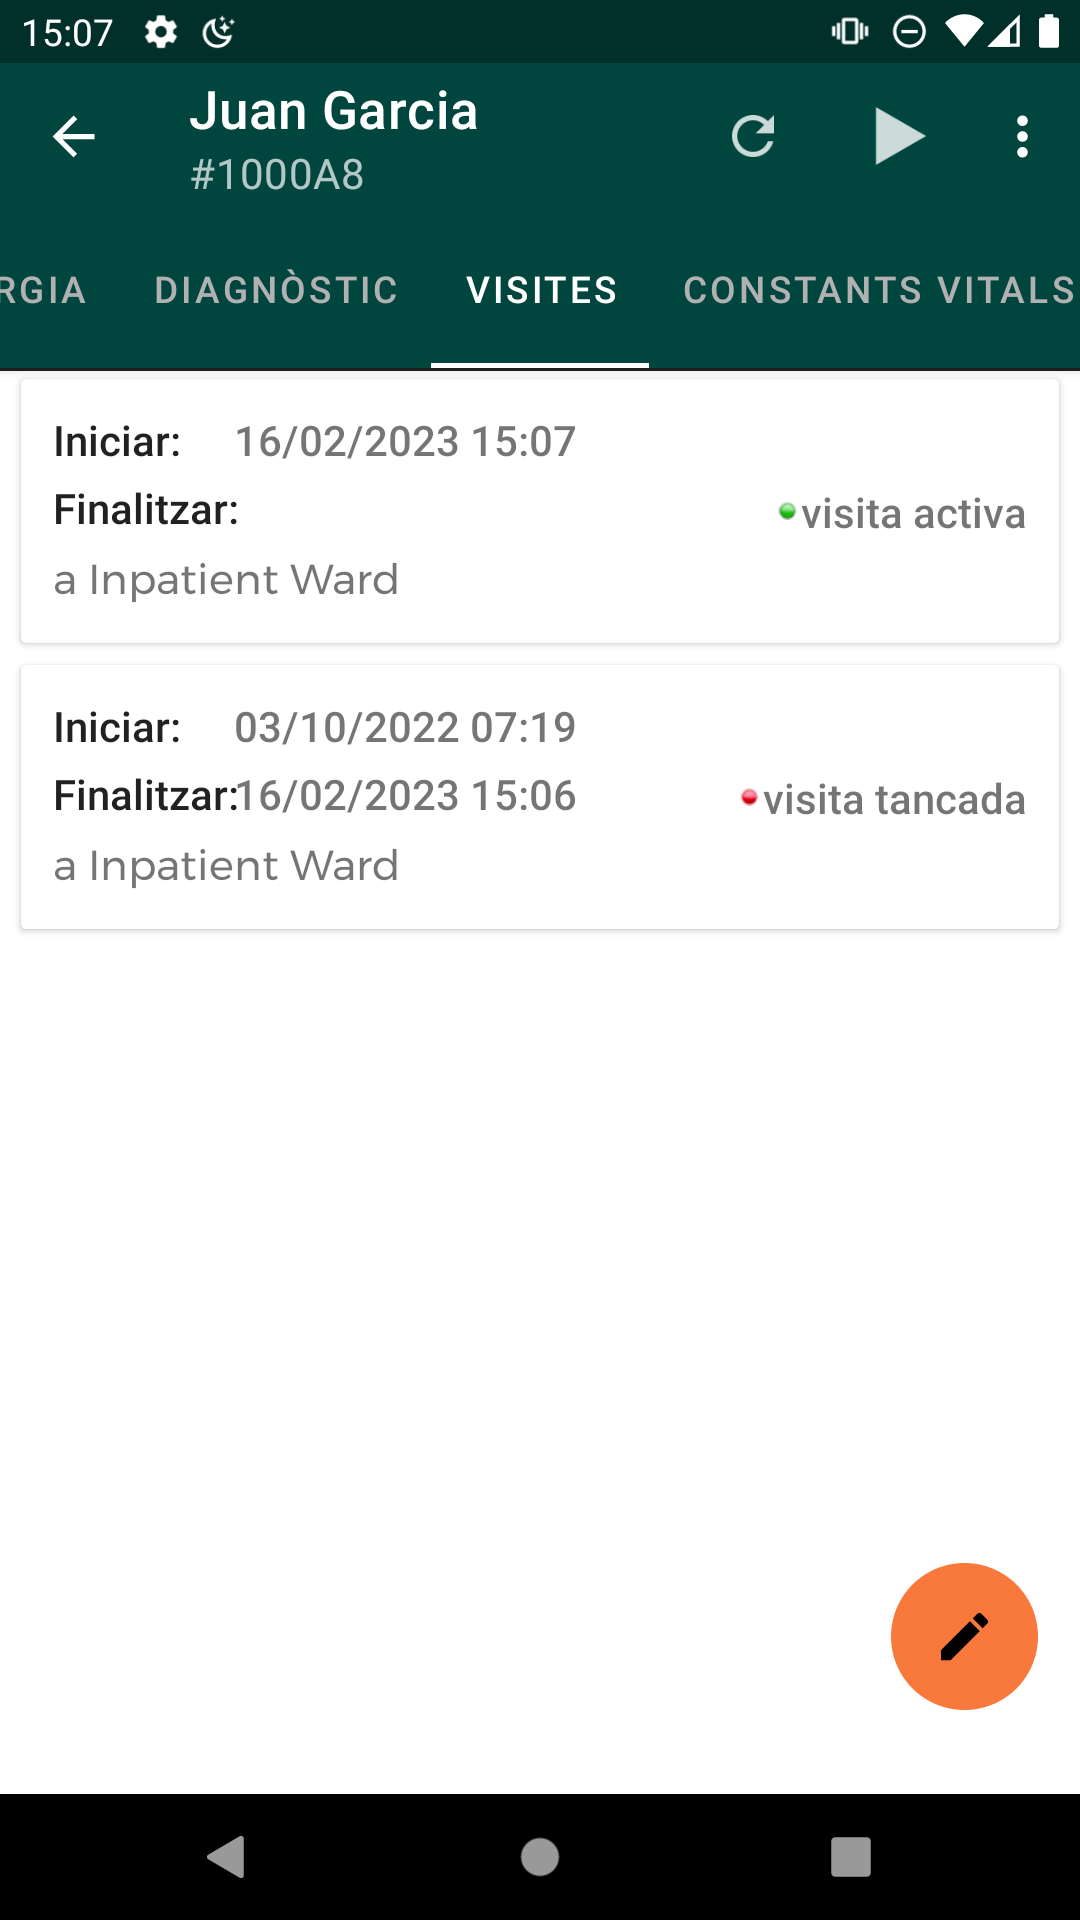 15:07
Juan Garcia
#1000A8
RGIA DIAGNÒSTIC VISITES CONSTANTS VITALS
Iniciar: 16/02/2023 15:07
Finalitzar:
visita activa
a Inpatient Ward
Iniciar: 03/10/2022 07:19
Finalitzar: 16/02/2023 15:06
visita tancada
a Inpatient Ward